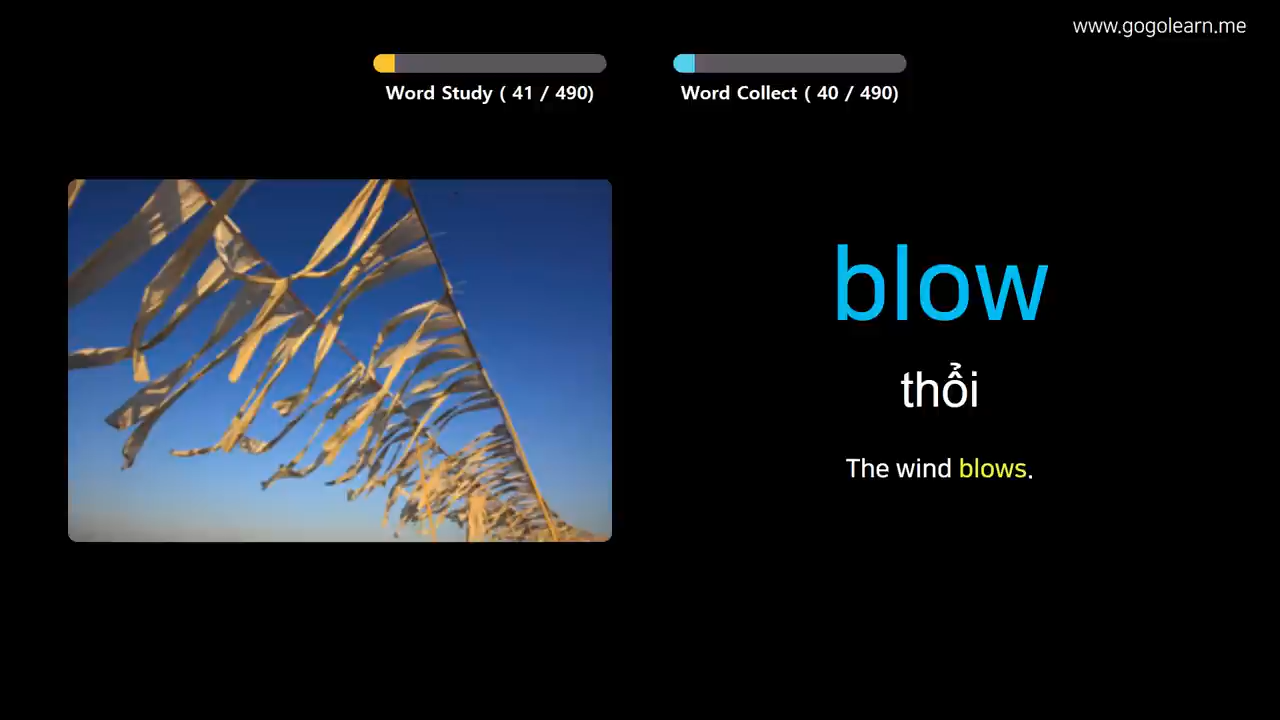 www.gogolearn.me
Word Study ( 41 / 490)
Word Collect ( 40 / 490)
blow
thổi
The wind blows.